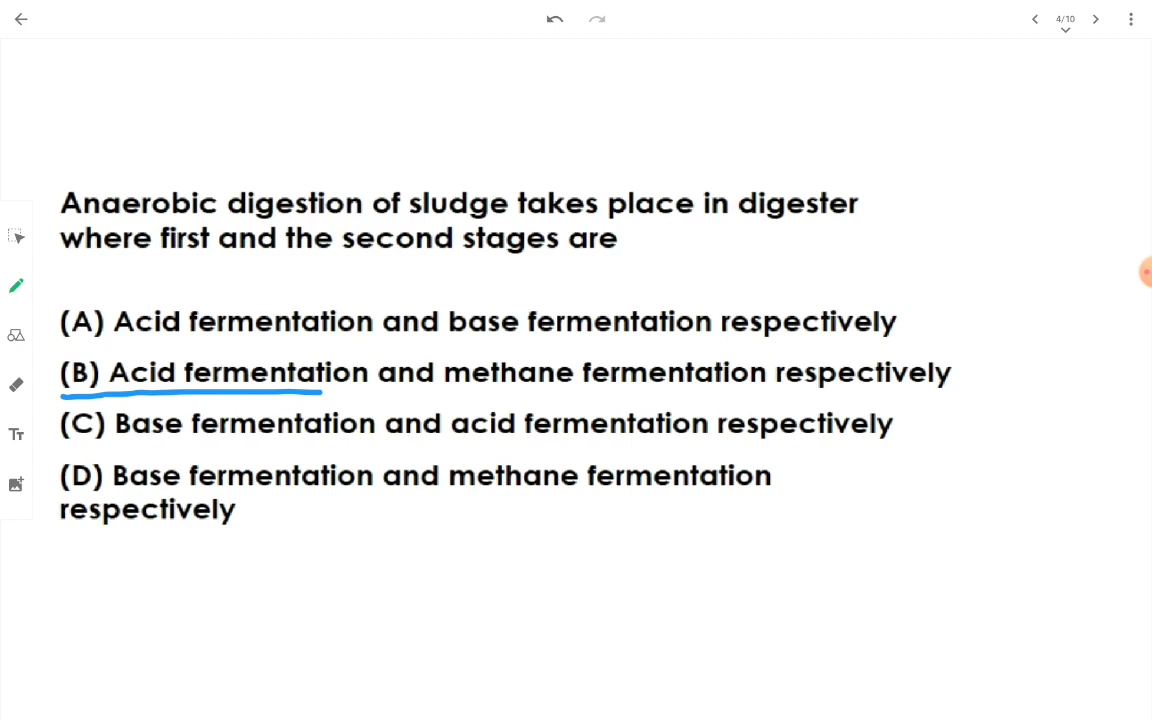 4/10
Anaerobic digestion of sludge takes place in digester
where first and the second stages are
(A) Acid fermentation and base fermentation respectively
(B) Acid fermentation and methane fermentation respectively
(C) Base fermentation and acid fermentation respectively
(D) Base fermentation and methane fermentation
respectively
Tт